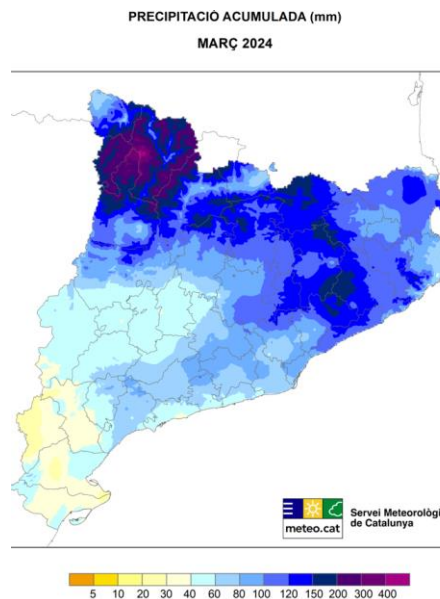 PRECIPITACIÓ ACUMULADA (mm)
MARÇ 2024
meteo.cat
Servei Meteorològi
de Catalunya
5 10 20 30 40 60 80 100 120 150 200 300 400